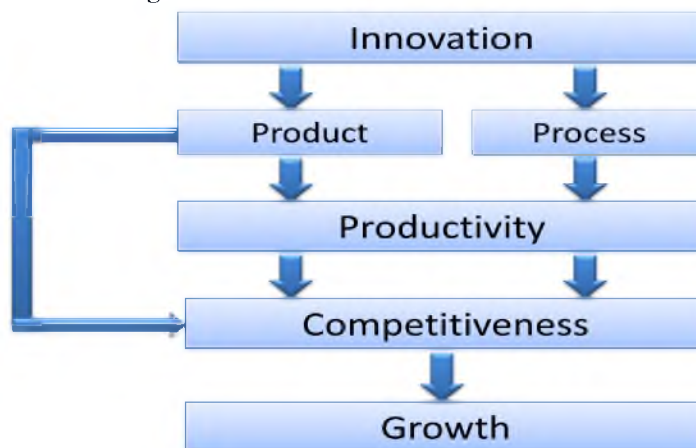 Innovation
Product
Process
Productivity
Competitiveness
Growth